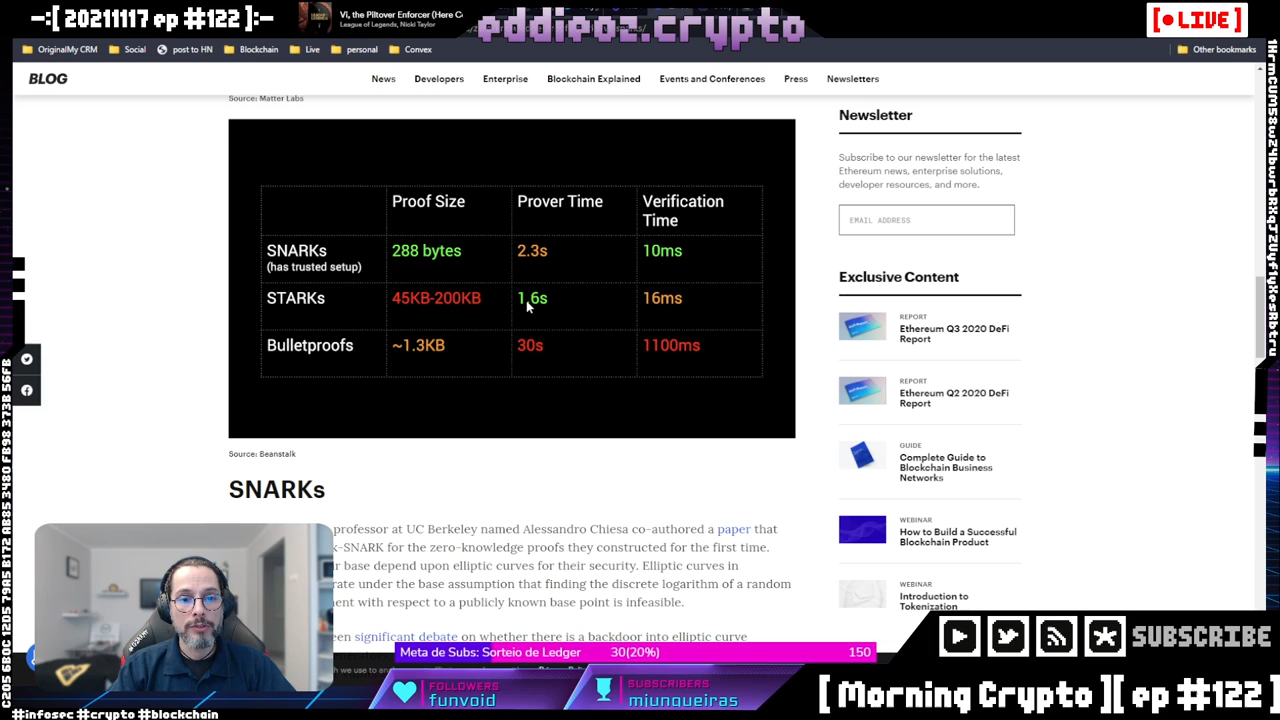 -:[ 20211117 ep #122 ]:-
Vi, the Piltover Enforcer (Here C
League of Legends, Nicki Taylor
eddieoz.crypto
[ ● LIVE ]
OriginalMy CRM
Social
post to HN
Blockchain
Live
personal
Convex
Other bookmarks
BLOG
News
Developers
Enterprise
Blockchain Explained
Events and Conferences
Press
Newsletters
Source: Matter Labs
Proof Size
Prover Time
Verification
Time
SNARKs
(has trusted setup)
288 bytes
2.3s
10ms
STARKs
45KB-200KB
1.6s
16ms
Bulletproofs
~1.3KB
30s
1100ms
Source: Beanstalk
SNARKs
professor at UC Berkeley named Alessandro Chiesa co-authored a paper that
k-SNARK for the zero-knowledge proofs they constructed for the first time.
r base depend upon elliptic curves for their security. Elliptic curves in
rate under the base assumption that finding the discrete logarithm of a random
ent with respect to a publicly known base point is infeasible.
een significant debate on whether there is a backdoor into elliptic curve
Newsletter
Subscribe to our newsletter for the latest
Ethereum news, enterprise solutions,
developer resources, and more.
EMAIL ADDRESS
Exclusive Content
REPORT
Ethereum Q3 2020 DeFi
Report
REPORT
Ethereum Q2 2020 DeFi
Report
GUIDE
Complete Guide to
Blockchain Business
Networks
WEBINAR
How to Build a Successful
Blockchain Product
WEBINAR
Introduction to
Tokenization
Meta de Subs: Sorteio de Ledger
30(20%)
150
FOLLOWERS
funvoid
SUBSCRIBERS
miunqueiras
SUBSCRIBE
[ Morning Crypto ][ ep #122 ]
nfosec #crypto #blockchain